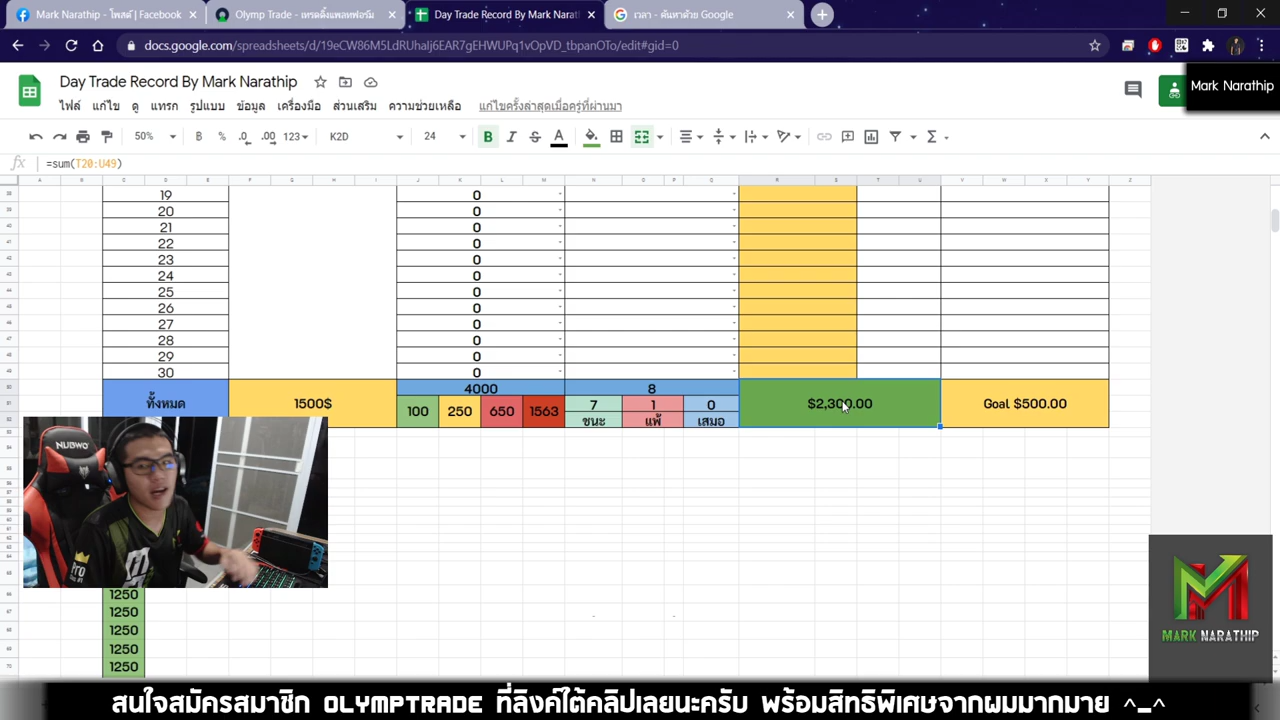 Mark Narathip - โพสต์ | Facebook
Olymp Trade - เทรดดิ้งแพลทฟอร์ม
Day Trade Record By Mark Narat
เวลา - ค้นหาด้วย Google
docs.google.com/spreadsheets/d/19eCW86M5LdRUhaIj6EAR7gEHWUPq1vOpVD_tbpanOTo/edit#gid=0
Day Trade Record By Mark Narathip
Mark Narathip
ไฟล์ แก้ไข ดู แทรก รูปแบบ ข้อมูล เครื่องมือ ส่วนเสริม ความช่วยเหลือ แก้ไขครั้งล่าสุดเมื่อครู่ที่ผ่านมา
50% ฿ % .0 .00 123 K2D 24 B I S A
fx =sum(T20:U49)
19 0 - -
20 0 - -
21 0 - -
22 0 - -
23 0 - -
24 0 - -
25 0 - -
26 0 - -
27 0 - -
28 0 - -
29 0 - -
30 0 - -
4000 8
ทั้งหมด 1500$ $2,300.00 Goal $500.00
100 250 650 1563 7 1 0
ชนะ แพ้ เสมอ
NUBWO
Pro
1250
1250
1250
1250
1250
MARK NARATHIP
สนใจสมัครสมาชิก OLYMPTRADE ที่ลิงค์ใต้คลิปเลยนะครับ พร้อมสิทธิพิเศษจากผมมากมาย ^_^